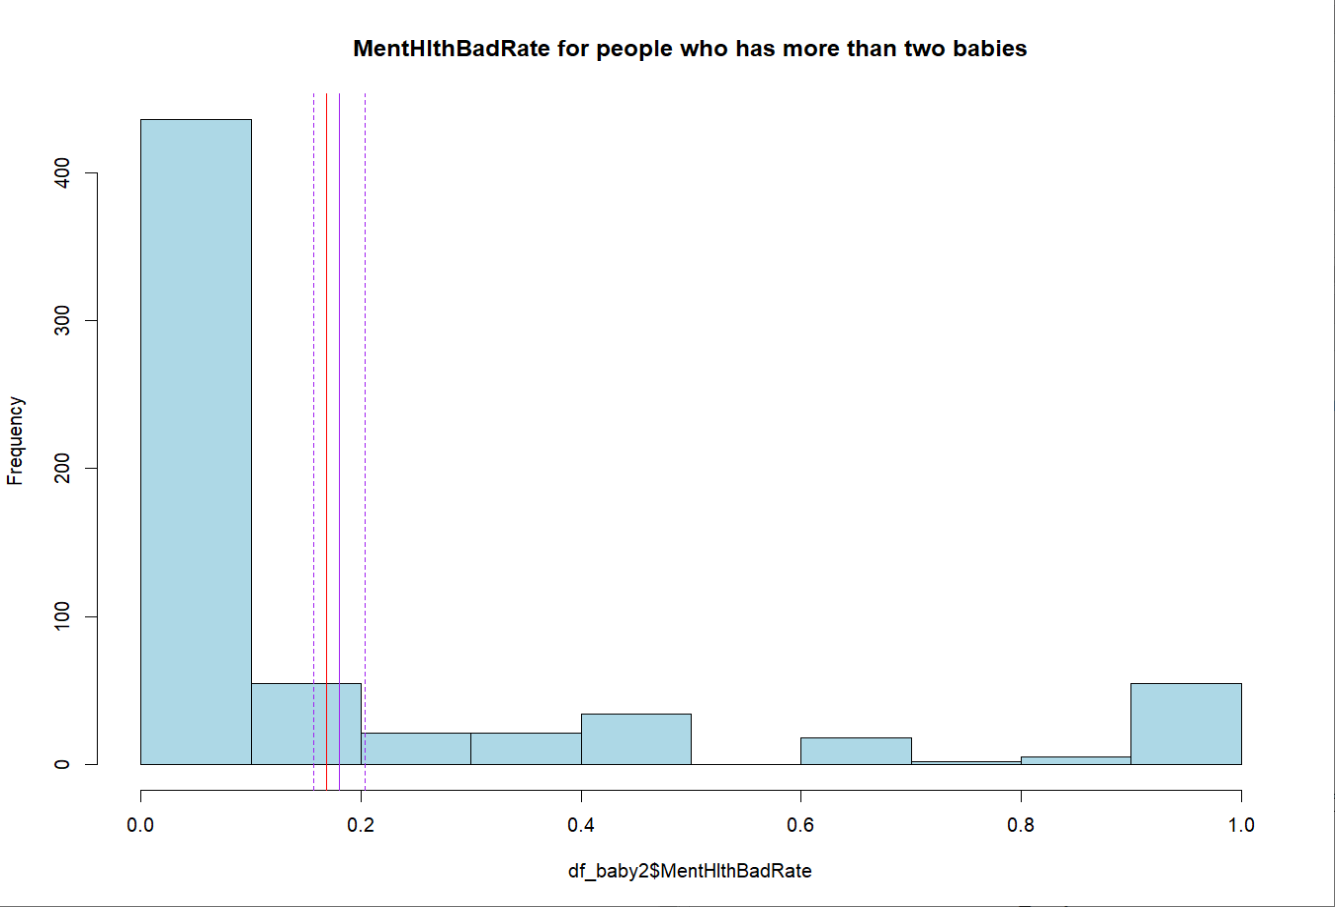 MentHlthBadRate for people who has more than two babies
Frequency
400
300
200
100
0
0.0 0.2 0.4 0.6 0.8 1.0
df_baby2$MentHlthBadRate